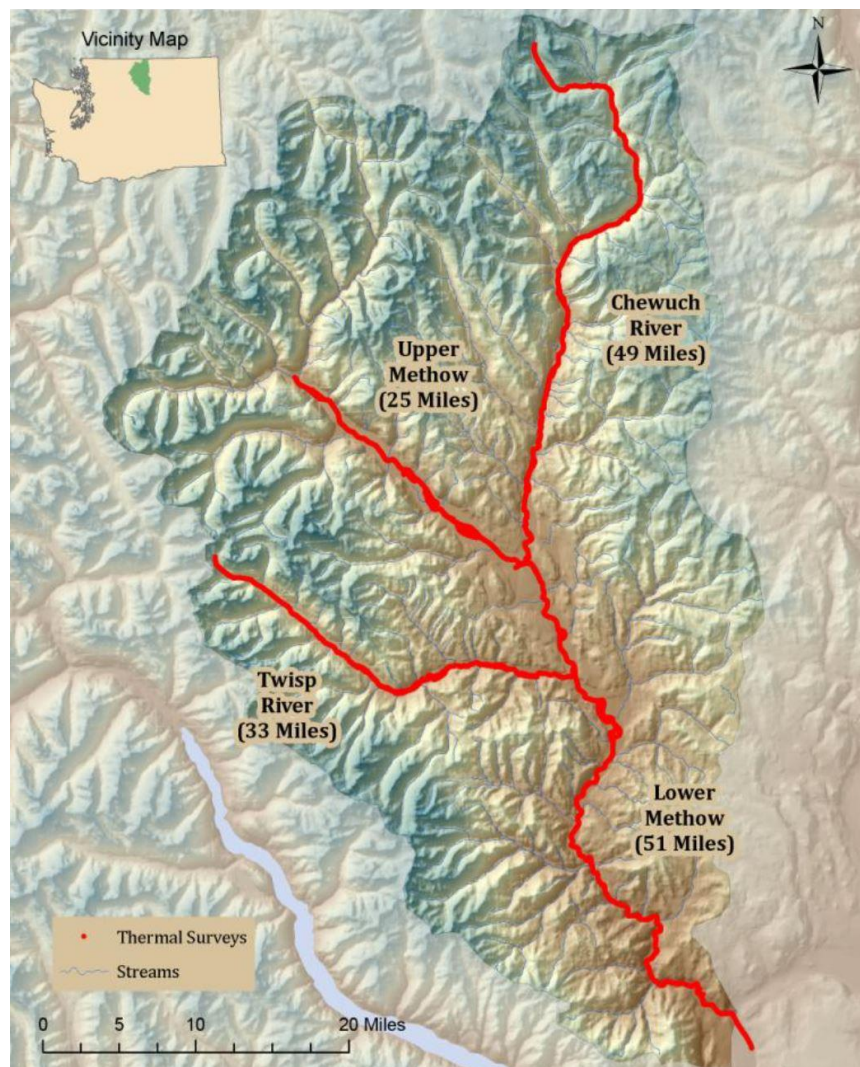 Vicinity Map
N
Chewuch
River
(49 Miles)
Upper
Methow
(25 Miles)
Twisp
River
(33 Miles)
Lower
Methow
(51 Miles)
Thermal Surveys
Streams
0 5 10 20 Miles